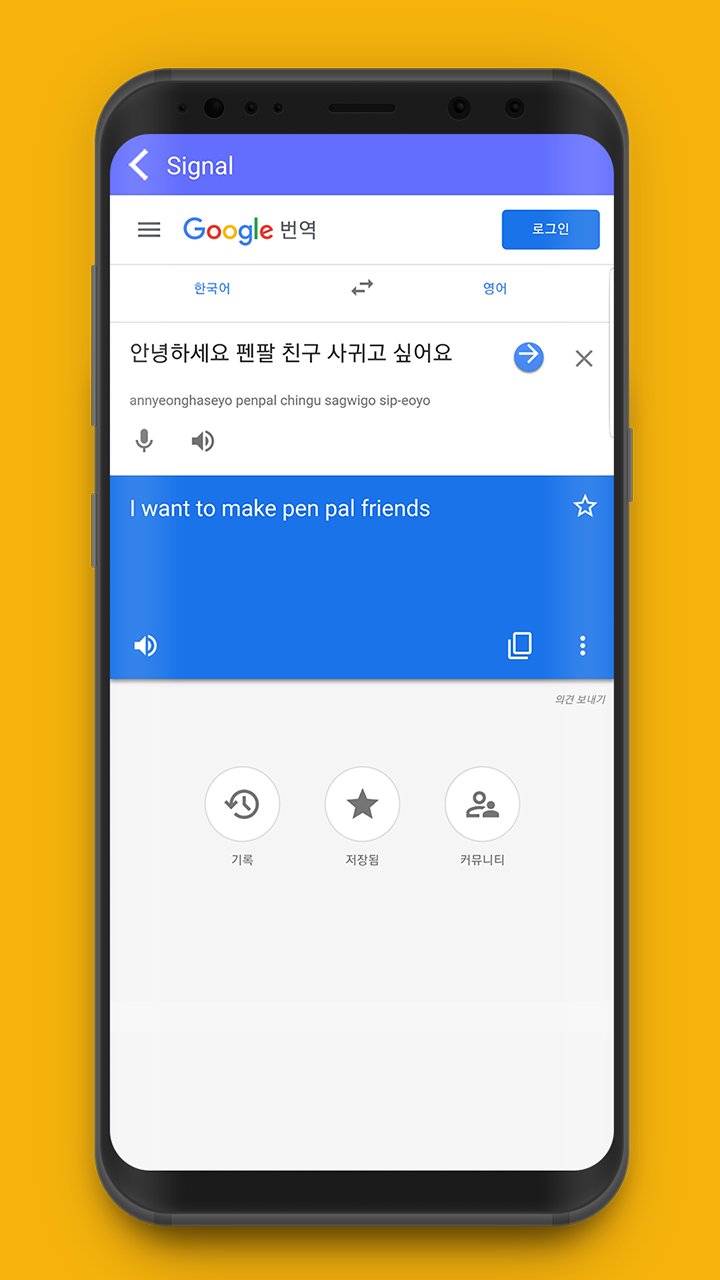 Signal
Google 번역
로그인
한국어
영어
안녕하세요 펜팔 친구 사귀고 싶어요
annyeonghaseyo penpal chingu sagwigo sip-eoyo
I want to make pen pal friends
의견 보내기
기록
저장됨
커뮤니티